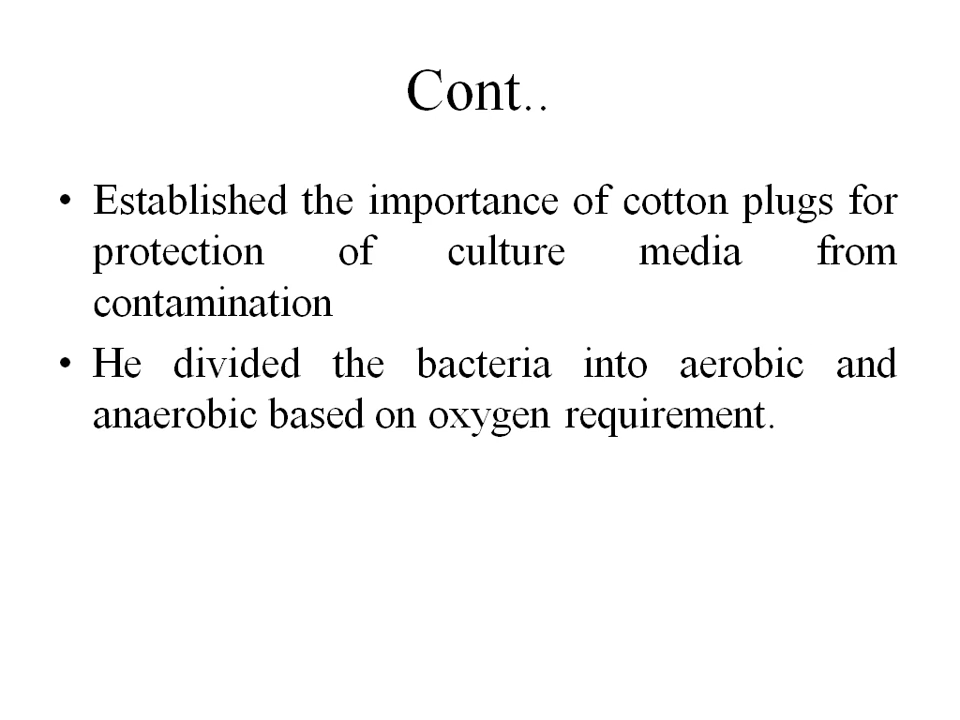 Cont..
• Established the importance of cotton plugs for
protection of culture media from
contamination
• He divided the bacteria into aerobic and
anaerobic based on oxygen requirement.